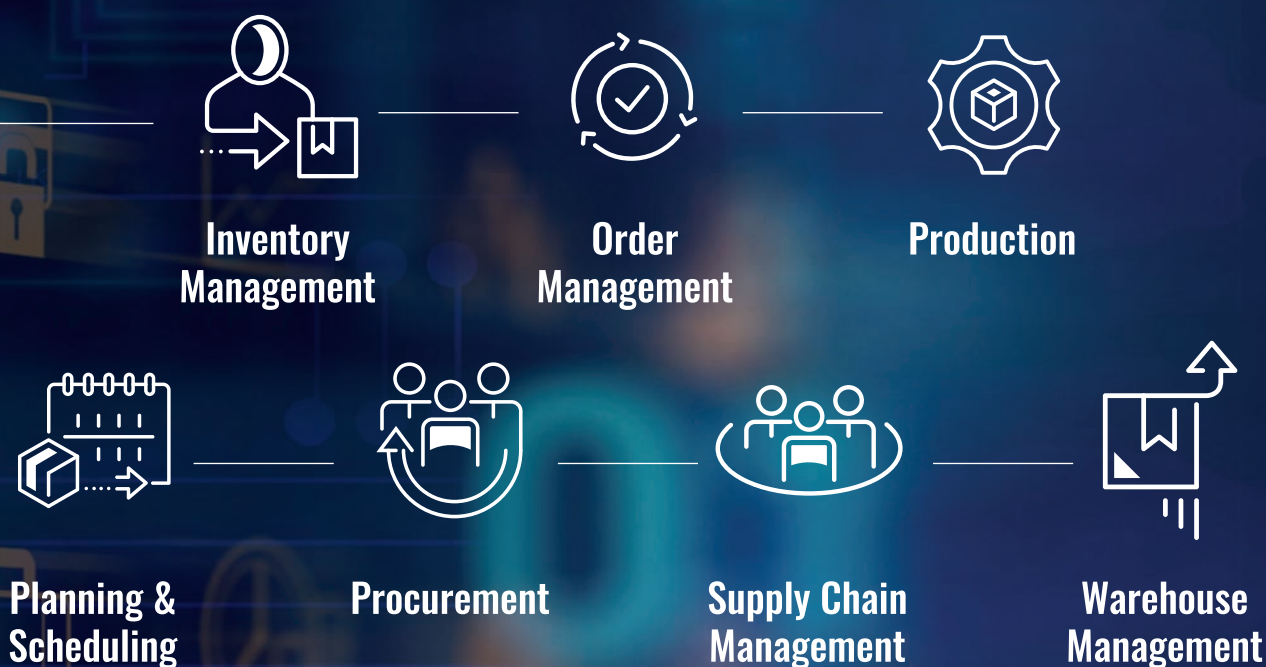 Inventory
Management
Order
Management
Production
Planning &
Scheduling
Procurement
Supply Chain
Management
Warehouse
Management